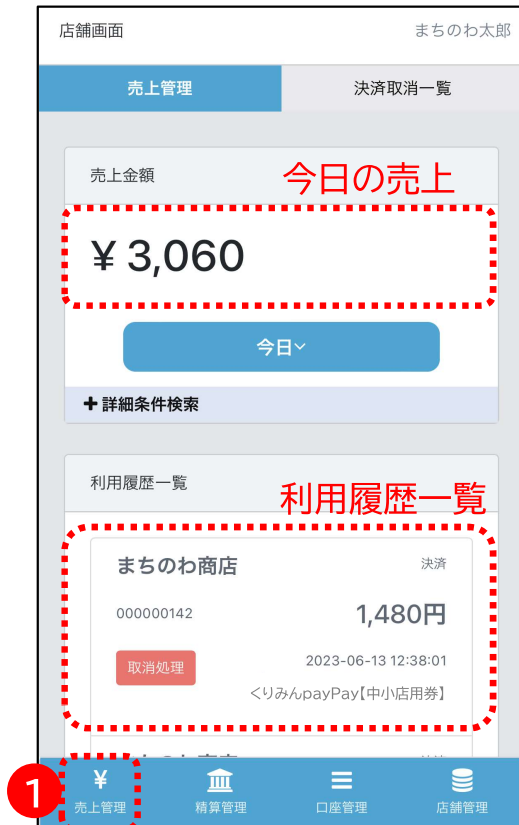 店舗画面
まちのわ太郎
売上管理
決済取消一覧
売上金額
今日の売上
¥ 3,060
今日
+詳細条件検索
利用履歴一覧
利用履歴一覧
まちのわ商店
決済
000000142
1,480円
取消処理
2023-06-13 12:38:01
くりみんpayPay【中小店用券】
1
¥
売上管理
精算管理
口座管理
店舗管理